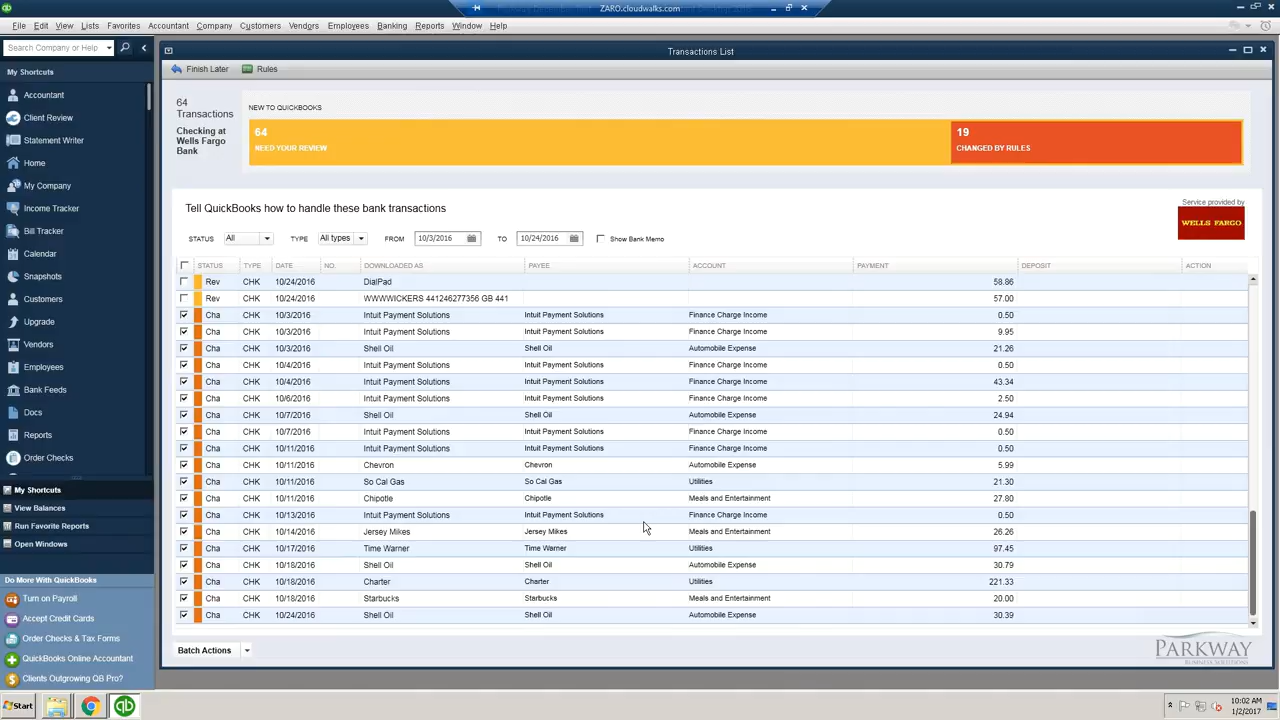 ZARO.cloudwalks.com
File Edit View Lists Favorites Accountant Company Customers Vendors Employees Banking Reports Window Help
Search Company or Help
Transactions List
My Shortcuts
Finish Later Rules
Accountant
Client Review
Statement Writer
Home
My Company
Income Tracker
Bill Tracker
Calendar
Snapshots
Customers
Upgrade
Vendors
Employees
Bank Feeds
Docs
Reports
Order Checks
My Shortcuts
View Balances
Run Favorite Reports
Open Windows
Do More With QuickBooks
Turn on Payroll
Accept Credit Cards
Order Checks & Tax Forms
QuickBooks Online Accountant
Clients Outgrowing QB Pro?
64
Transactions
Checking at
Wells Fargo
Bank
NEW TO QUICKBOOKS
64
NEED YOUR REVIEW
19
CHANGED BY RULES
Tell QuickBooks how to handle these bank transactions
Service provided by
WELLS FARGO
STATUS All TYPE All types FROM 10/3/2016 TO 10/24/2016 Show Bank Memo
STATUS TYPE DATE NO. DOWNLOADED AS PAYEE ACCOUNT PAYMENT DEPOSIT ACTION
Rev CHK 10/24/2016 DialPad 58.86
Rev CHK 10/24/2016 WWWWICKERS 441246277356 GB 441 57.00
Cha CHK 10/3/2016 Intuit Payment Solutions Intuit Payment Solutions Finance Charge Income 0.50
Cha CHK 10/3/2016 Intuit Payment Solutions Intuit Payment Solutions Finance Charge Income 9.95
Cha CHK 10/3/2016 Shell Oil Shell Oil Automobile Expense 21.26
Cha CHK 10/4/2016 Intuit Payment Solutions Intuit Payment Solutions Finance Charge Income 0.50
Cha CHK 10/4/2016 Intuit Payment Solutions Intuit Payment Solutions Finance Charge Income 43.34
Cha CHK 10/6/2016 Intuit Payment Solutions Intuit Payment Solutions Finance Charge Income 2.50
Cha CHK 10/7/2016 Shell Oil Shell Oil Automobile Expense 24.94
Cha CHK 10/7/2016 Intuit Payment Solutions Intuit Payment Solutions Finance Charge Income 0.50
Cha CHK 10/11/2016 Intuit Payment Solutions Intuit Payment Solutions Finance Charge Income 0.50
Cha CHK 10/11/2016 Chevron Chevron Automobile Expense 5.99
Cha CHK 10/11/2016 So Cal Gas So Cal Gas Utilities 21.30
Cha CHK 10/11/2016 Chipotle Chipotle Meals and Entertainment 27.80
Cha CHK 10/13/2016 Intuit Payment Solutions Intuit Payment Solutions Finance Charge Income 0.50
Cha CHK 10/14/2016 Jersey Mikes Jersey Mikes Meals and Entertainment 26.26
Cha CHK 10/17/2016 Time Warner Time Warner Utilities 97.45
Cha CHK 10/18/2016 Shell Oil Shell Oil Automobile Expense 30.79
Cha CHK 10/18/2016 Charter Charter Utilities 221.33
Cha CHK 10/18/2016 Starbucks Starbucks Meals and Entertainment 20.00
Cha CHK 10/24/2016 Shell Oil Shell Oil Automobile Expense 30.39
Batch Actions
PARKWAY
BUSINESS SOLUTIONS
Start
10:02 AM
1/2/2017